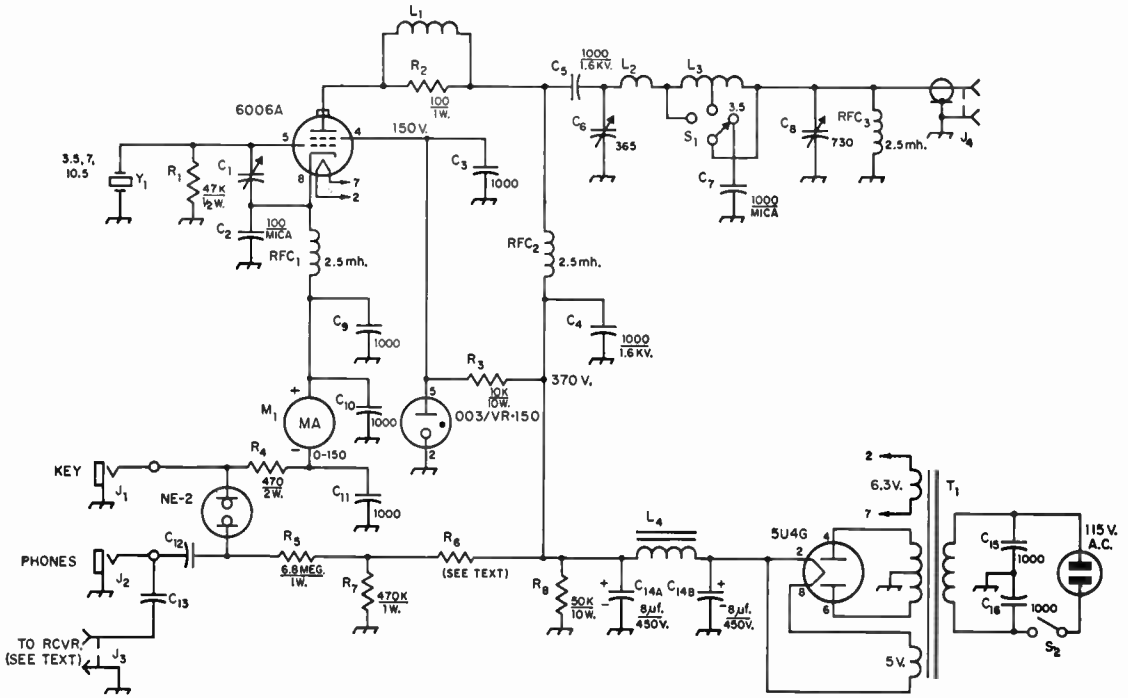 L1
R2
100
1W.
C5
1000
1.6KV.
L2
L3
6006A
5
4
150V.
8
7
2
3.5, 7,
10.5
Y1
R1
47K
1/2W.
C1
C2
100
MICA
RFC1
2.5mh.
C3
1000
C6
365
S1
3.5
C7
1000
MICA
C8
730
RFC3
2.5mh.
J4
RFC2
2.5mh.
C4
1000
1.6KV.
C9
1000
R3
10K
10W.
370V.
+
M1
MA
-
0-150
C10
1000
5
003/VR-150
2
KEY
J1
R4
470
2W.
C11
1000
NE-2
PHONES
J2
C12
C13
TO RCVR.
(SEE TEXT)
J3
R5
6.8MEG.
1W.
R7
470K
1W.
R6
(SEE TEXT)
R8
50K
10W.
L4
+
C14A
-
8µf.
450V.
C14B
+
-
8µf.
450V.
5U4G
2
4
8
6
2
6.3V.
7
T1
5V.
C15
1000
C16
1000
115V.
A.C.
S2